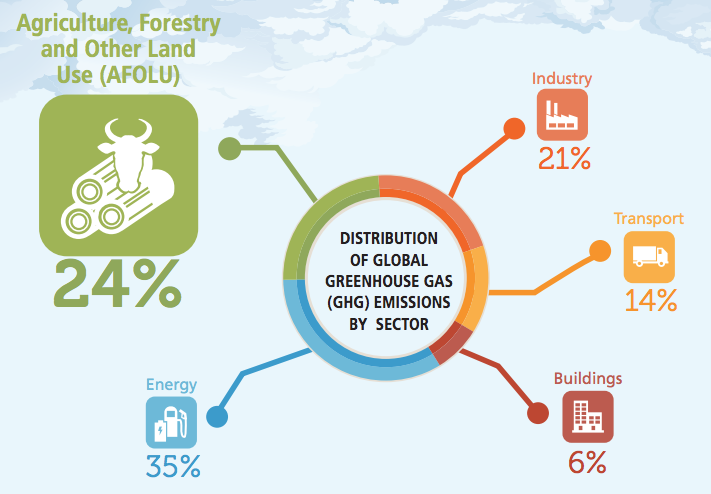 Agriculture, Forestry
and Other Land
Use (AFOLU)
24%
Industry
21%
Transport
14%
DISTRIBUTION
OF GLOBAL
GREENHOUSE GAS
(GHG) EMISSIONS
BY SECTOR
Energy
35%
Buildings
6%